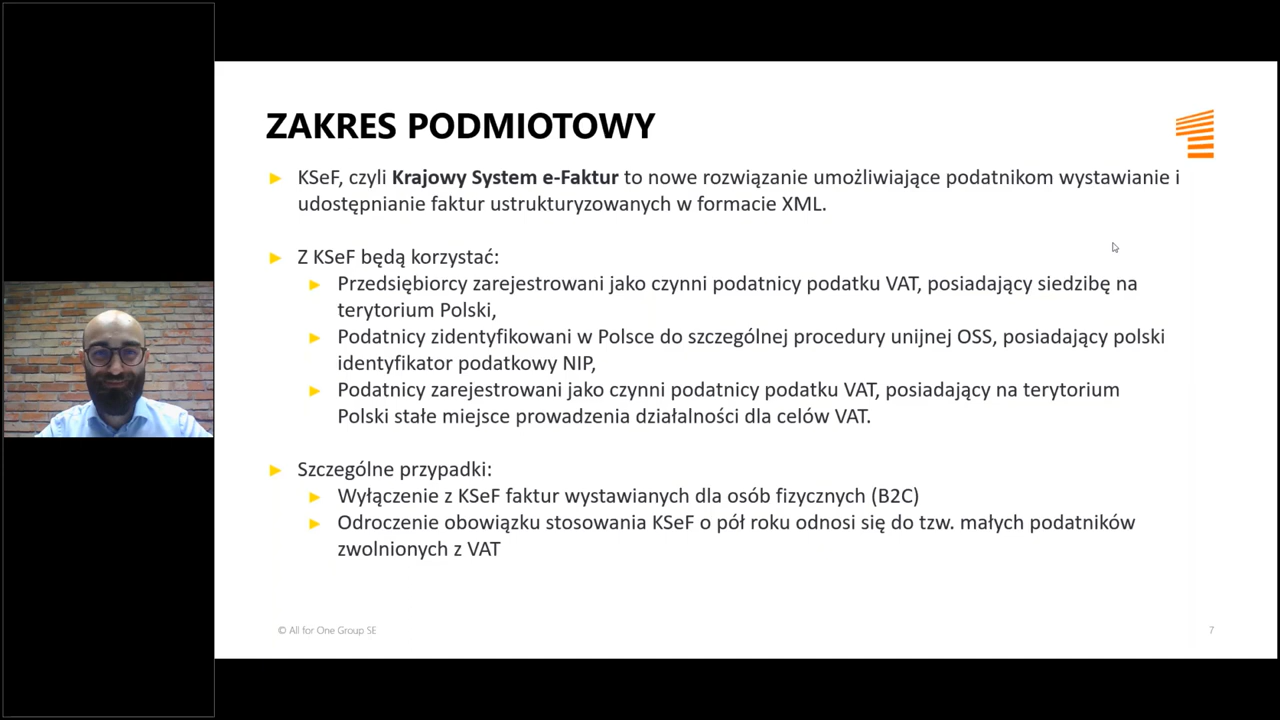 ZAKRES PODMIOTOWY
► KSeF, czyli Krajowy System e-Faktur to nowe rozwiązanie umożliwiające podatnikom wystawianie i
udostępnianie faktur ustrukturyzowanych w formacie XML.
► Z KSeF będą korzystać:
► Przedsiębiorcy zarejestrowani jako czynni podatnicy podatku VAT, posiadający siedzibę na
terytorium Polski,
► Podatnicy zidentyfikowani w Polsce do szczególnej procedury unijnej OSS, posiadający polski
identyfikator podatkowy NIP,
► Podatnicy zarejestrowani jako czynni podatnicy podatku VAT, posiadający na terytorium
Polski stałe miejsce prowadzenia działalności dla celów VAT.
► Szczególne przypadki:
► Wyłączenie z KSeF faktur wystawianych dla osób fizycznych (B2C)
► Odroczenie obowiązku stosowania KSeF o pół roku odnosi się do tzw. małych podatników
zwolnionych z VAT
© All for One Group SE
7